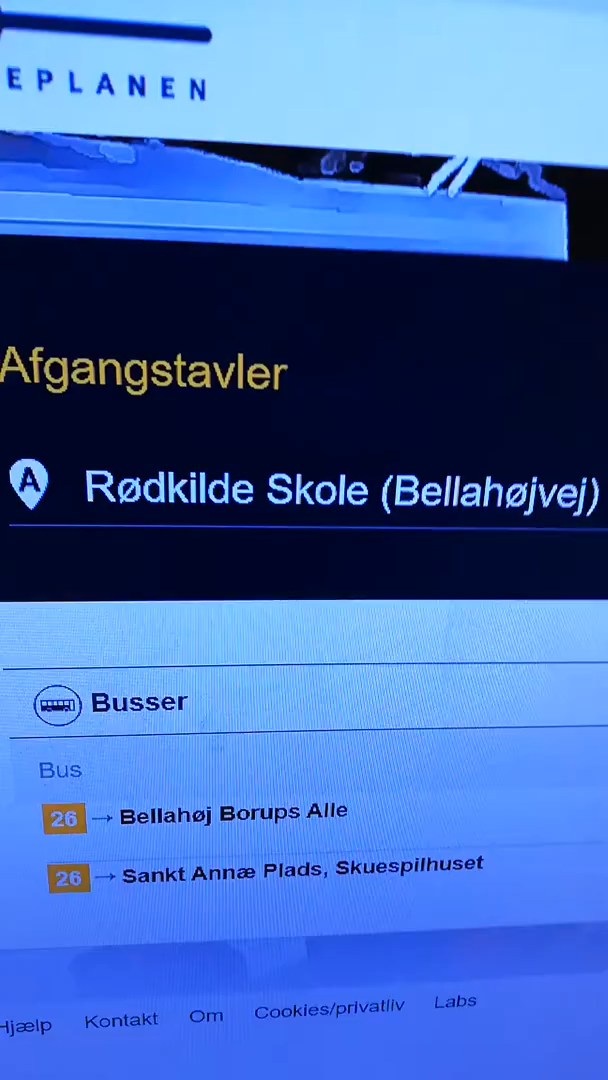 EPLANEN
Afgangstavler
A Rødkilde Skole (Bellahøjvej)
Busser
Bus
26 → Bellahøj Borups Alle
26 → Sankt Annæ Plads, Skuespilhuset
Hjælp Kontakt Om Cookies/privatliv Labs